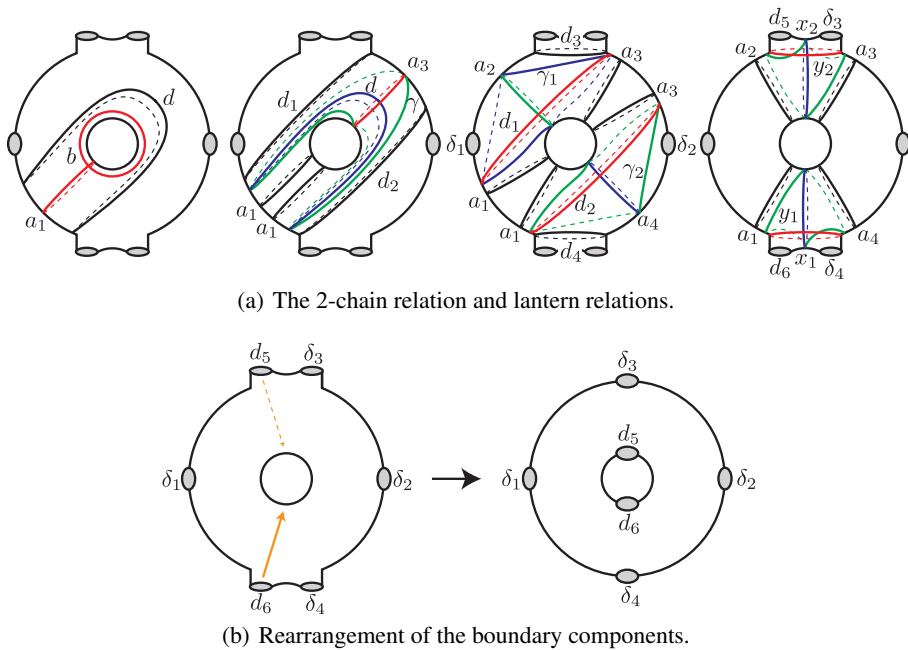 d
b
a₁
d₁
d
a₃
γ
d₂
a₁
a₁
d₃
a₂
γ₁
a₃
δ₁
d₁
δ₂
γ₂
a₁
a₁
d₂
a₄
d₄
d₅ x₂ δ₃
a₂ a₃
y₂
y₁
a₁ a₄
d₆ x₁ δ₄
(a) The 2-chain relation and lantern relations.
d₅ δ₃
δ₁ δ₂
d₆ δ₄
δ₃
d₅
δ₁ δ₂
d₆
δ₄
(b) Rearrangement of the boundary components.